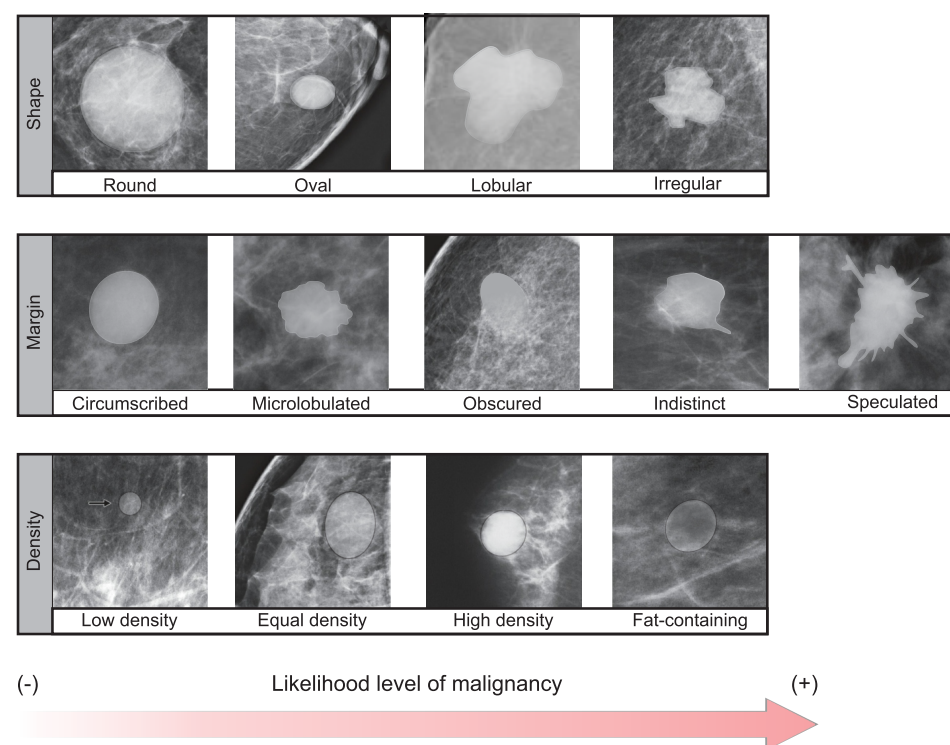 Shape
Round Oval Lobular Irregular
Margin
Circumscribed Microlobulated Obscured Indistinct Speculated
Density
Low density Equal density High density Fat-containing
(-) Likelihood level of malignancy (+)